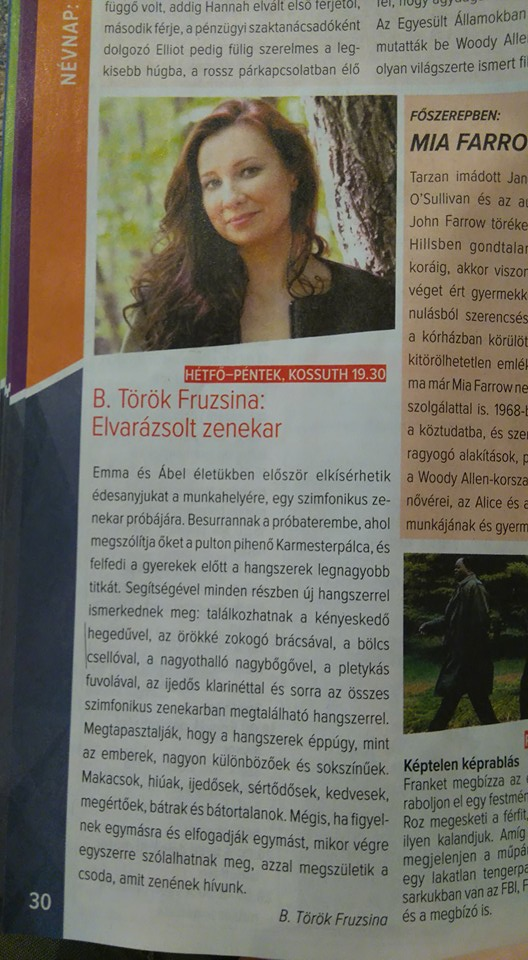 NÉVNAP:
függő volt, addig Hannah elvált első férjétől,
második férje, a pénzügyi szaktanácsadóként
dolgozó Elliot pedig fülig szerelmes a leg-
kisebb húgba, a rossz párkapcsolatban élő
Az Egyesült Államokban
mutatták be Woody Allen
olyan világszerte ismert fil
HÉTFŐ–PÉNTEK, KOSSUTH 19.30
B. Török Fruzsina:
Elvarázsolt zenekar
Emma és Ábel életükben először elkísérhetik
édesanyjukat a munkahelyére, egy szimfonikus ze-
nekar próbájára. Besurrannak a próbaterembe, ahol
megszólítja őket a pulton pihenő Karmesterpálca, és
felfedi a gyerekek előtt a hangszerek legnagyobb
titkát. Segítségével minden részben új hangszerrel
ismerkednek meg: találkozhatnak a kényeskedő
hegedűvel, az örökké zokogó brácsával, a bölcs
csellóval, a nagyothalló nagybőgővel, a pletykás
fuvolával, az ijedős klarinéttal és sorra az összes
szimfonikus zenekarban megtalálható hangszerrel.
Megtapasztalják, hogy a hangszerek éppúgy, mint
az emberek, nagyon különbözőek és sokszínűek.
Makacsok, hiúak, ijedősek, sértődősek, kedvesek,
megértőek, bátrak és bátortalanok. Mégis, ha figyel-
nek egymásra és elfogadják egymást, mikor végre
egyszerre szólalhatnak meg, azzal megszületik a
csoda, amit zenének hívunk.
B. Török Fruzsina
30
FŐSZEREPBEN:
MIA FARRO
Tarzan imádott Jan
O'Sullivan és az au
John Farrow töréke
Hillsben gondtalan
koráig, akkor viszon
véget ért gyermekk
nulásból szerencsés
a kórházban körülöt
kitörölhetetlen emlék
ma már Mia Farrow ne
szolgálattal is. 1968-b
a köztudatba, és szer
ragyogó alakítások, p
a Woody Allen-korsza
nővérei, az Alice és a
munkájának és gyerm
Képtelen képrablás
Franket megbízza az
raboljon el egy festmé
Roz megesketi a férfit,
ilyen kalandjuk. Amíg
megjelenjen a műpár
egy lakatlan tengerpa
sarkukban van az FBI, F
és a megbízó is.